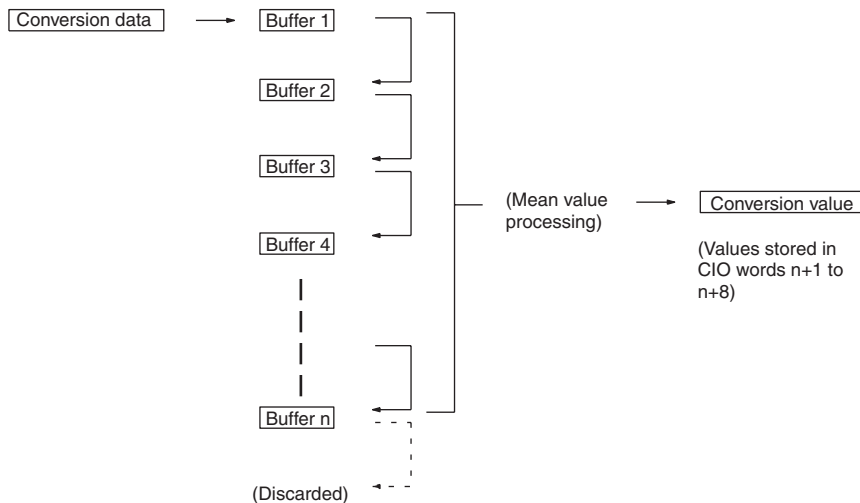 Conversion data
Buffer 1
Buffer 2
Buffer 3
Buffer 4
Buffer n
(Discarded)
(Mean value
processing)
Conversion value
(Values stored in
CIO words n+1 to
n+8)